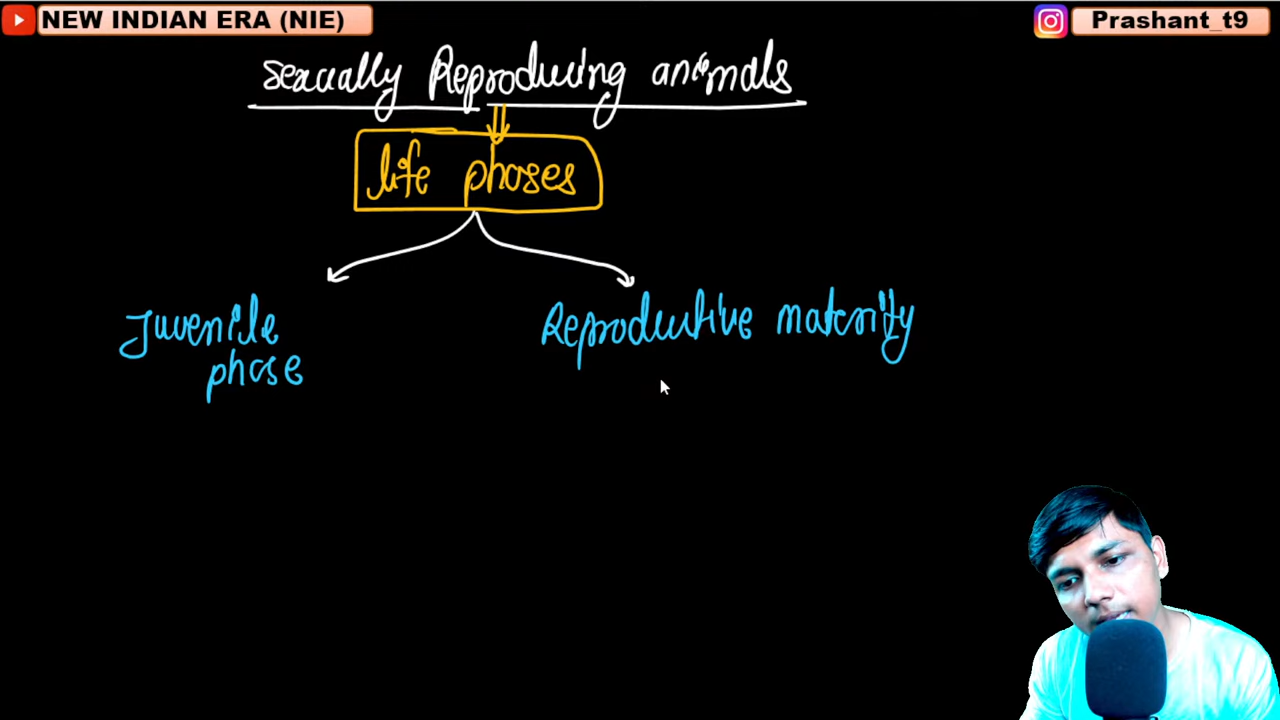 NEW INDIAN ERA (NIE)
Prashant_t9
Sexually Reproducing animals
life phases
Juvenile
phase
Reproductive maturity